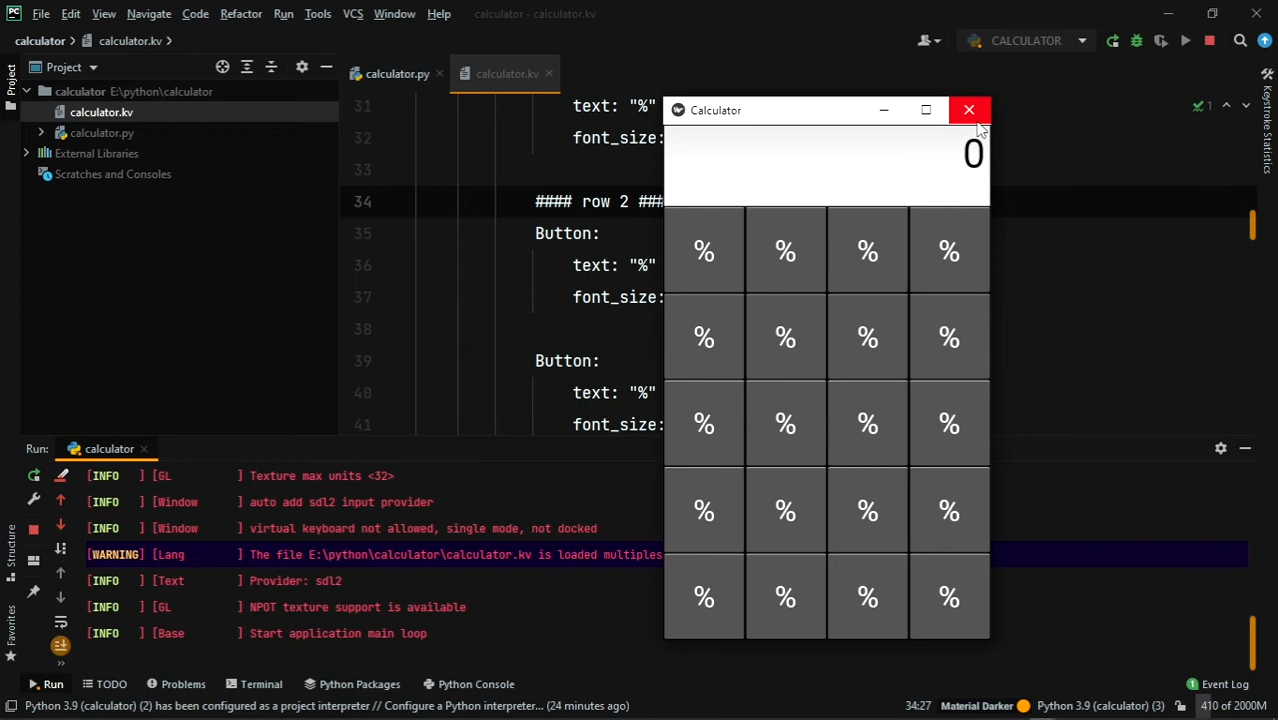 PC File Edit View Navigate Code Refactor Run Tools VCS Window Help calculator - calculator.kv
calculator calculator.kv CALCULATOR
Project calculator.py calculator.kv
calculator E:\python\calculator
calculator.kv
calculator.py
External Libraries
Scratches and Consoles
Project
Structure
Favorites
Keystroke Statistics
1
31 text: "%"
32 font_size:
33
34 #### row 2 ###
35 Button:
36 text: "%"
37 font_size:
38
39 Button:
40 text: "%"
41 font_size:
Calculator
0
% % % %
% % % %
% % % %
% % % %
% % % %
Run: calculator
[INFO ] [GL ] Texture max units <32>
[INFO ] [Window ] auto add sdl2 input provider
[INFO ] [Window ] virtual keyboard not allowed, single mode, not docked
[WARNING] [Lang ] The file E:\python\calculator\calculator.kv is loaded multiples
[INFO ] [Text ] Provider: sdl2
[INFO ] [GL ] NPOT texture support is available
[INFO ] [Base ] Start application main loop
Run TODO Problems Terminal Python Packages Python Console 1 Event Log
Python 3.9 (calculator) (2) has been configured as a project interpreter // Configure a Python interpreter... (24 minutes ago) 34:27 Material Darker Python 3.9 (calculator) (3) 410 of 2000M